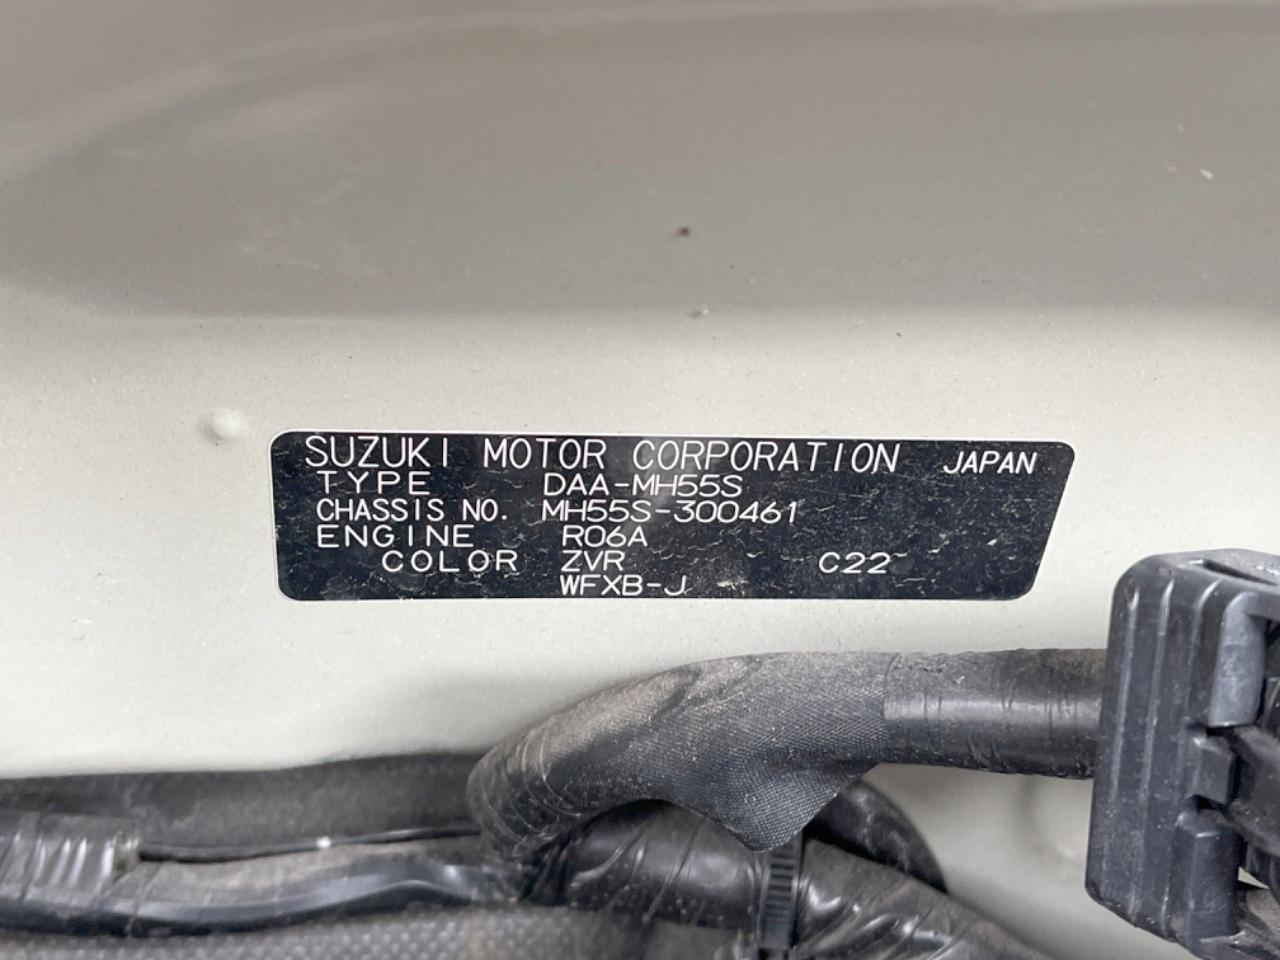 SUZUKI MOTOR CORPORATION JAPAN
TYPE DAA-MH55S
CHASSIS NO. MH55S-300461
ENGINE R06A
COLOR ZVR C22
WFXB-J